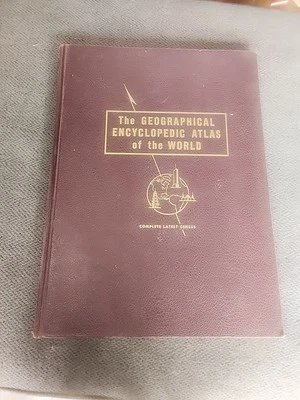 The GEOGRAPHICAL
ENCYCLOPEDIC ATLAS
of the WORLD
COMPLETE LATEST CENSUS